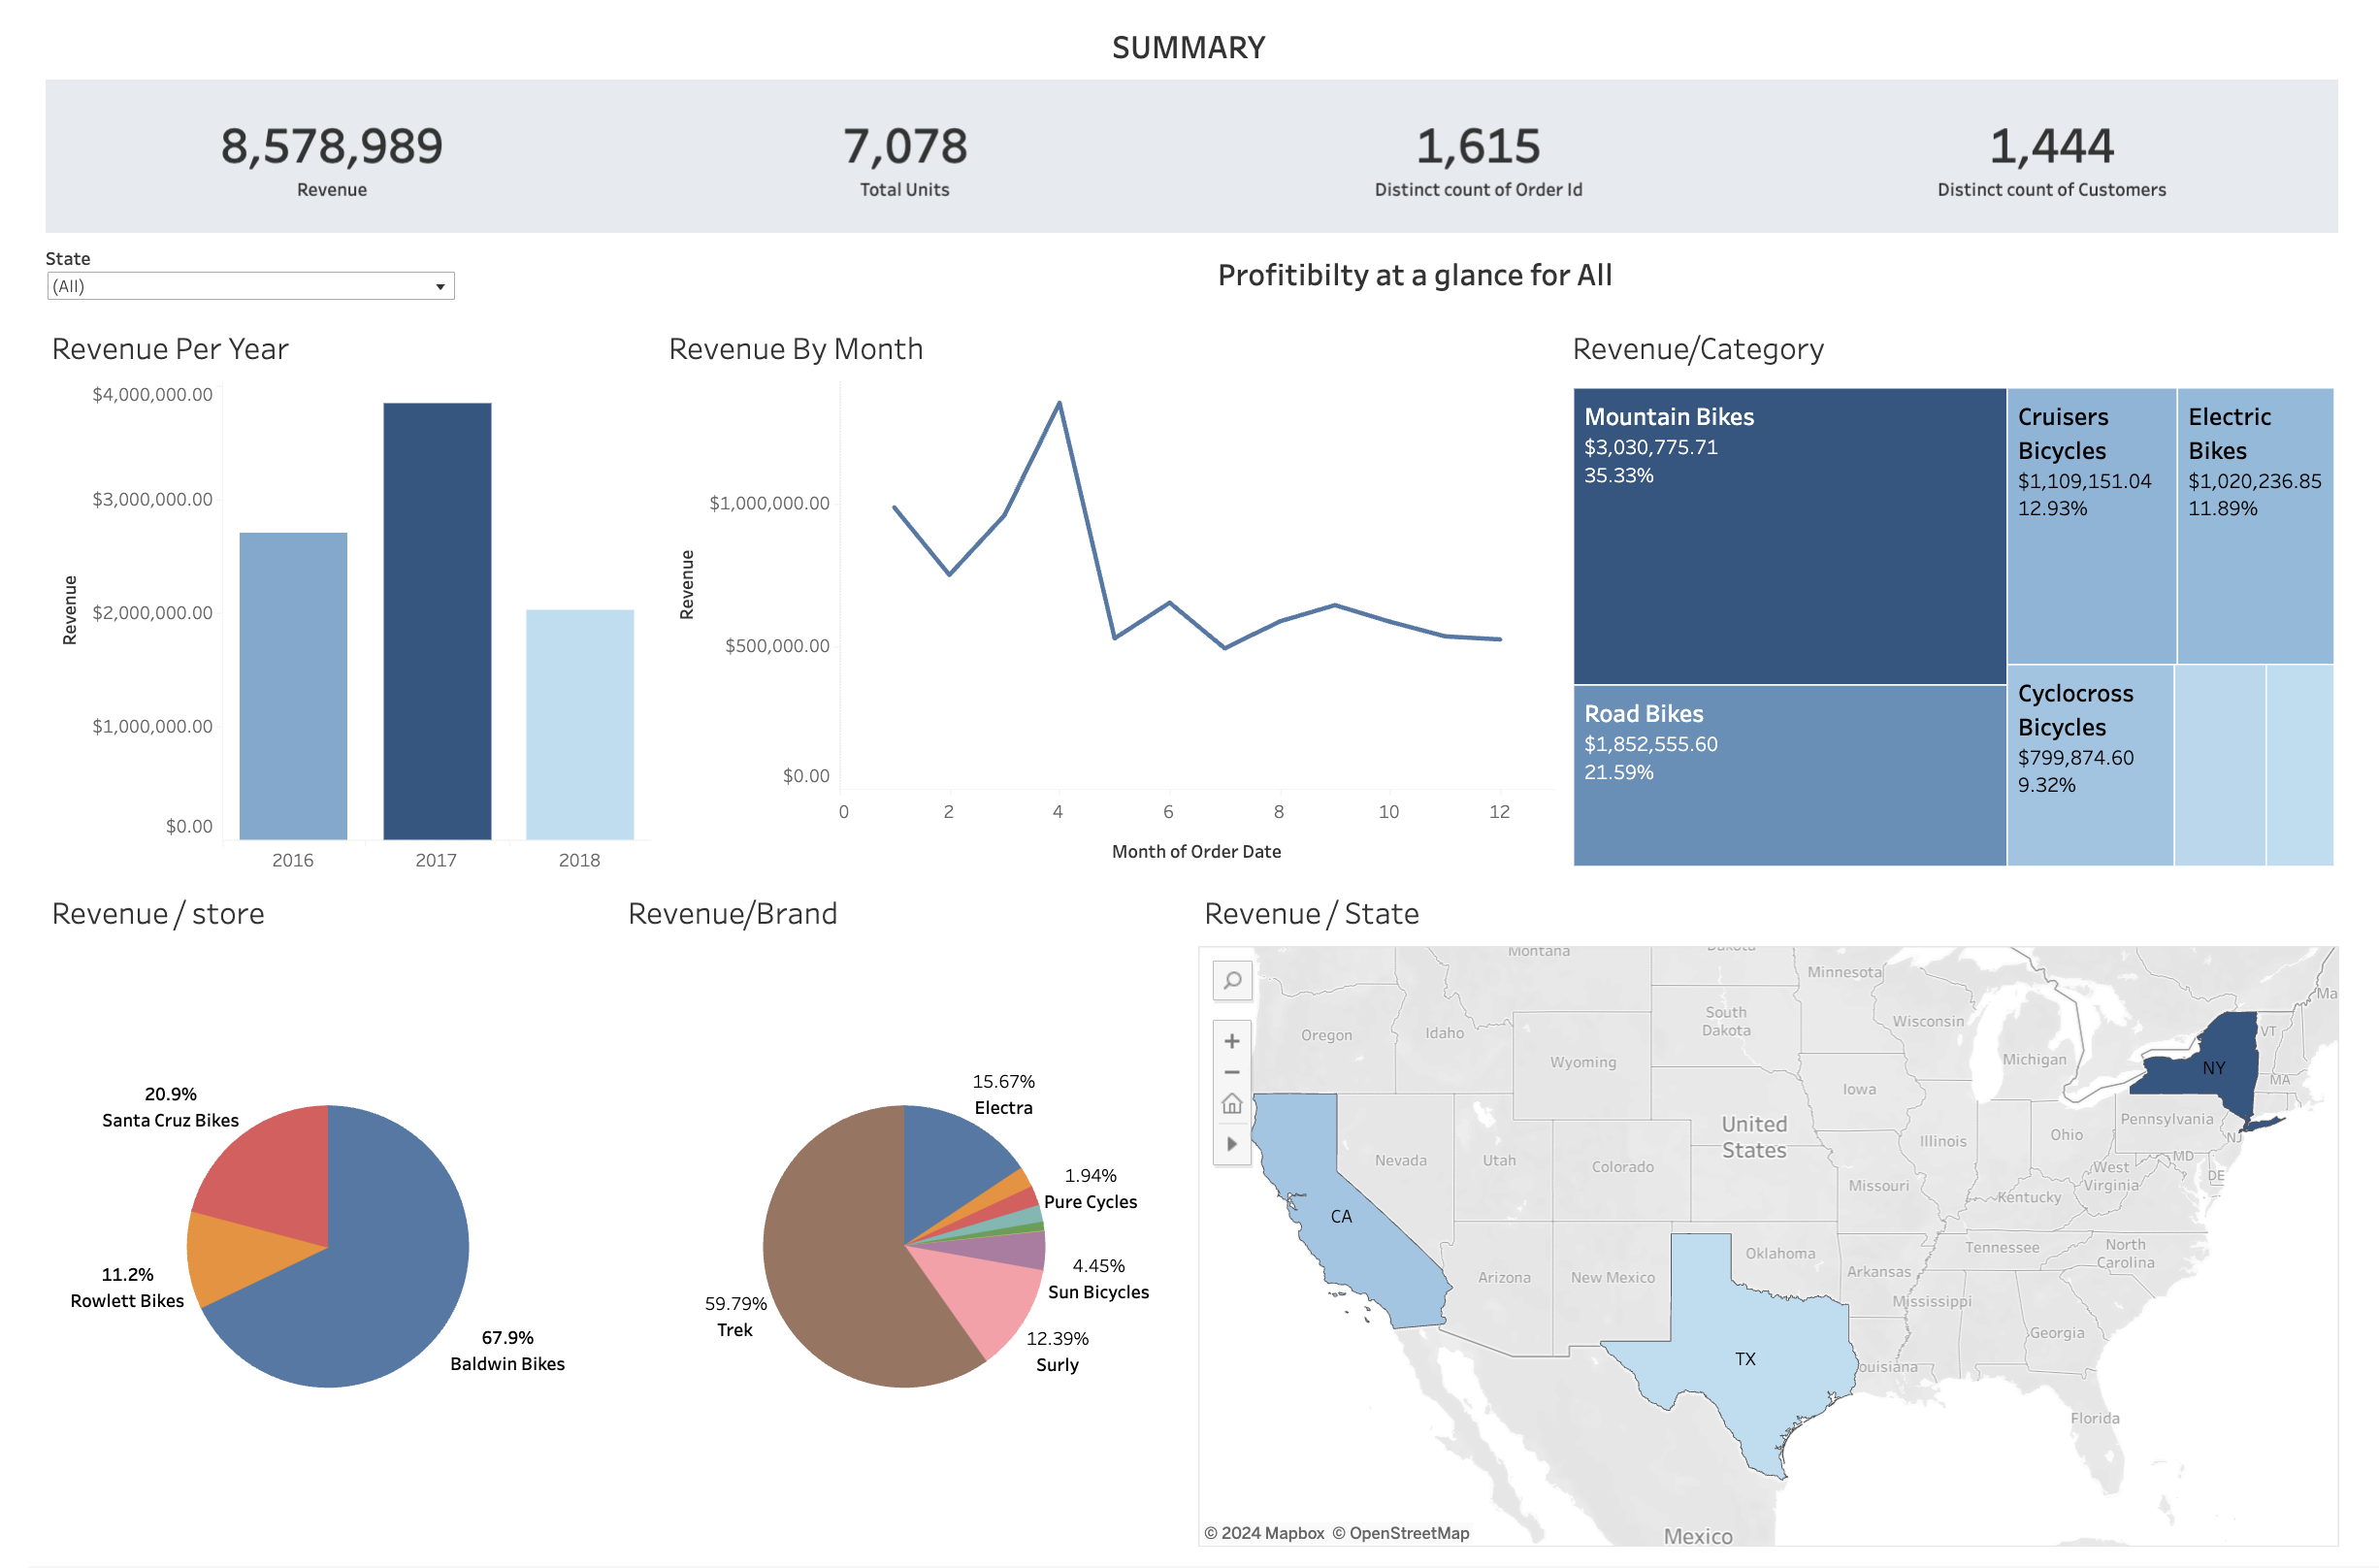 SUMMARY
8,578,989
Revenue
7,078
Total Units
1,615
Distinct count of Order Id
1,444
Distinct count of Customers
State
(All)
Profitibilty at a glance for All
Revenue Per Year
$4,000,000.00
$3,000,000.00
$2,000,000.00
$1,000,000.00
$0.00
Revenue
2016
2017
2018
Revenue By Month
$1,000,000.00
$500,000.00
$0.00
Revenue
0
2
4
6
8
10
12
Month of Order Date
Revenue/Category
Mountain Bikes
$3,030,775.71
35.33%
Cruisers
Bicycles
$1,109,151.04
12.93%
Electric
Bikes
$1,020,236.85
11.89%
Road Bikes
$1,852,555.60
21.59%
Cyclocross
Bicycles
$799,874.60
9.32%
Revenue / store
20.9%
Santa Cruz Bikes
11.2%
Rowlett Bikes
67.9%
Baldwin Bikes
Revenue/Brand
15.67%
Electra
1.94%
Pure Cycles
4.45%
Sun Bicycles
12.39%
Surly
59.79%
Trek
Revenue / State
Montana
Dakota
Minnesota
Ma
Oregon
Idaho
South
Dakota
Wisconsin
VT
Wyoming
Michigan
NY
MA
Iowa
Pennsylvania
United
States
Illinois
Ohio
NJ
Nevada
Utah
Colorado
MD
West
Virginia
DE
Missouri
Kentucky
CA
Oklahoma
Tennessee
North
Carolina
Arizona
New Mexico
Arkansas
Mississippi
Georgia
TX
ouisiana
Florida
Mexico
© 2024 Mapbox © OpenStreetMap